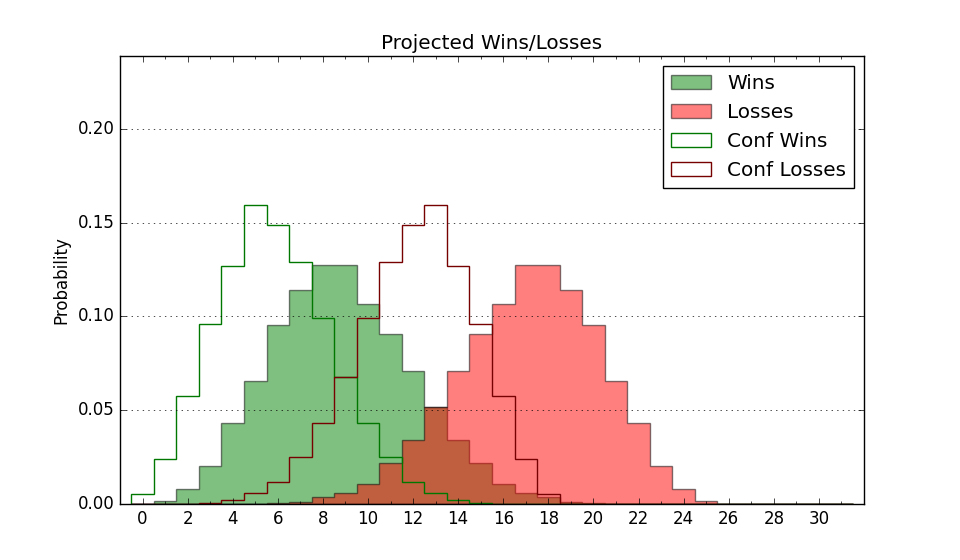 Projected Wins/Losses
Wins
Losses
Conf Wins
Conf Losses
Probability
0.20
0.15
0.10
0.05
0.00
0 2 4 6 8 10 12 14 16 18 20 22 24 26 28 30